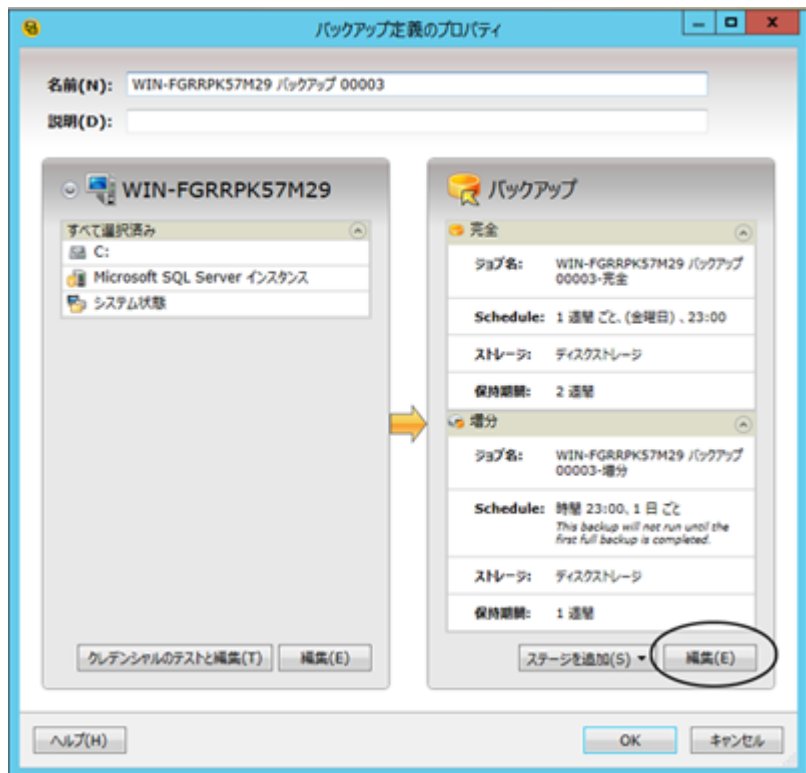 バックアップ定義のプロパティ
名前(N): WIN-FGRRPK57M29 バックアップ 00003
説明(D):
WIN-FGRRPK57M29
すべて選択済み
C:
Microsoft SQL Server インスタンス
システム状態
クレデンシャルのテストと編集(T) 編集(E)
バックアップ
完全
ジョブ名: WIN-FGRRPK57M29 バックアップ
00003-完全
Schedule: 1 週間 ごと、(金曜日) 、23:00
ストレージ: ディスクストレージ
保持期間: 2 週間
増分
ジョブ名: WIN-FGRRPK57M29 バックアップ
00003-増分
Schedule: 時間 23:00、1 日 ごと
This backup will not run until the
first full backup is completed.
ストレージ: ディスクストレージ
保持期間: 1 週間
ステージを追加(S) 編集(E)
ヘルプ(H) OK キャンセル